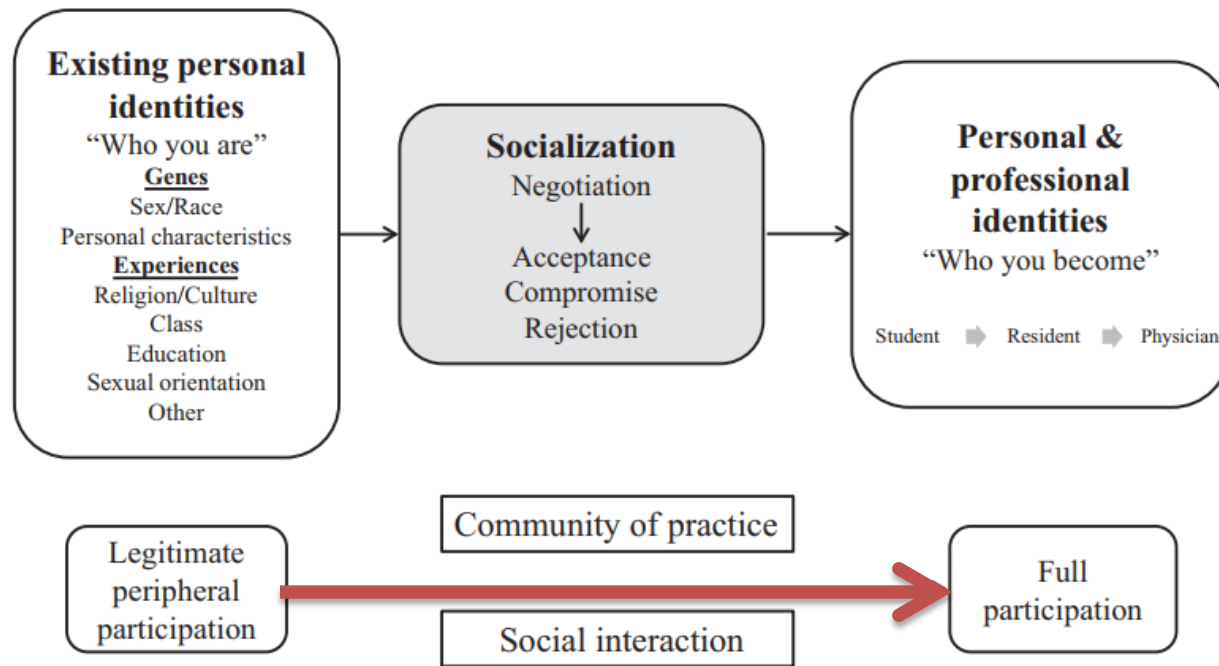 Existing personal
identities
“Who you are”
Genes
Sex/Race
Personal characteristics
Experiences
Religion/Culture
Class
Education
Sexual orientation
Other
Socialization
Negotiation
Acceptance
Compromise
Rejection
Personal &
professional
identities
“Who you become”
Student Resident Physician
Legitimate
peripheral
participation
Community of practice
Social interaction
Full
participation